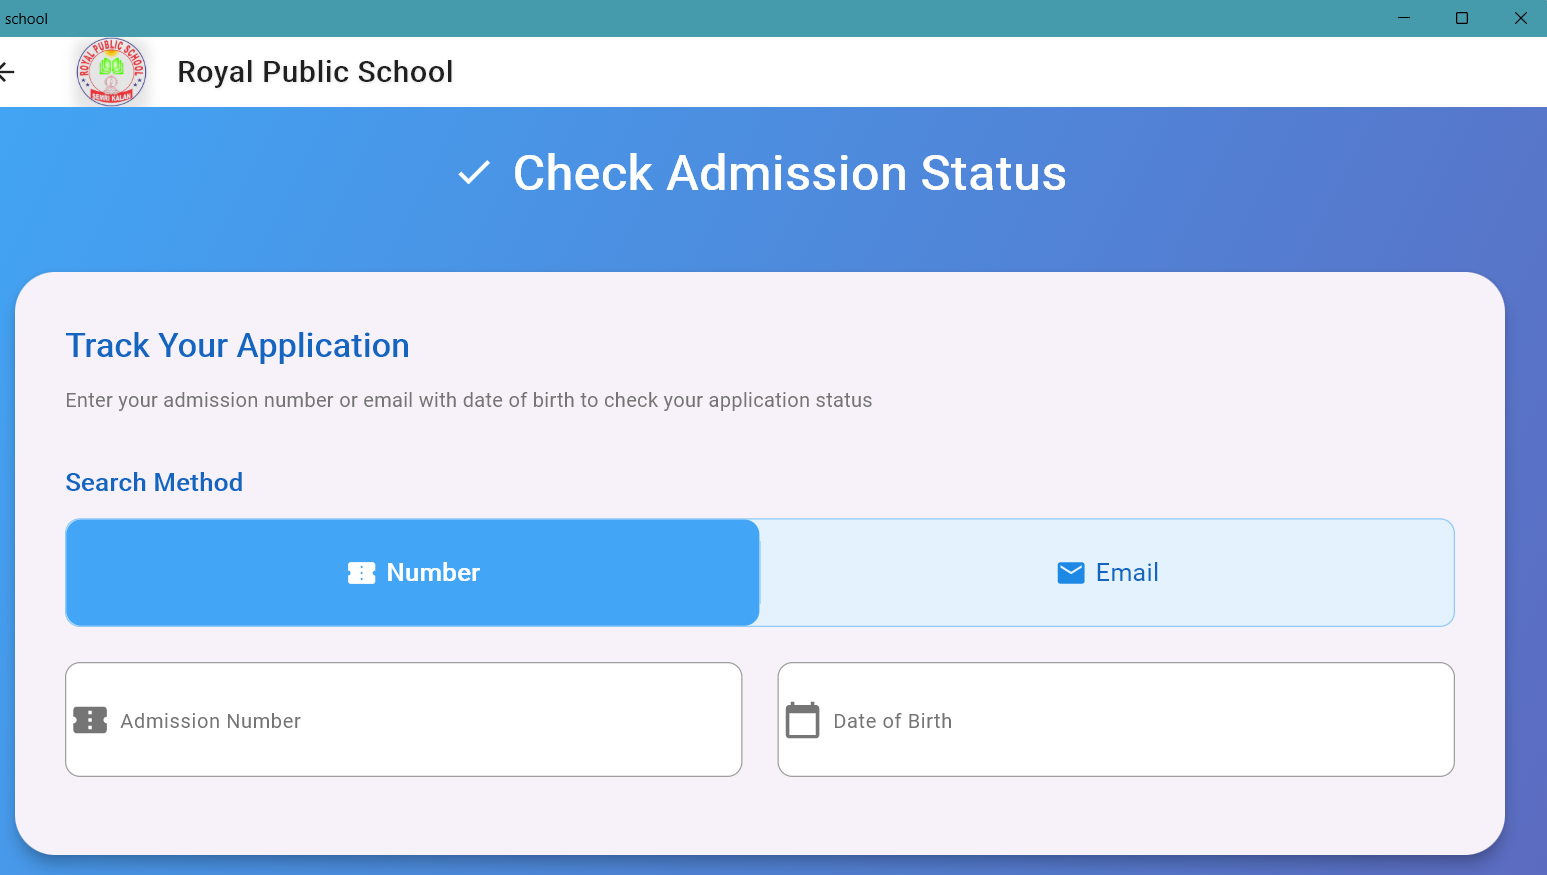 school
ROYAL PUBLIC SCHOOL
SEMRI KALAN
Royal Public School
Check Admission Status
Track Your Application
Enter your admission number or email with date of birth to check your application status
Search Method
Number
Email
Admission Number
Date of Birth